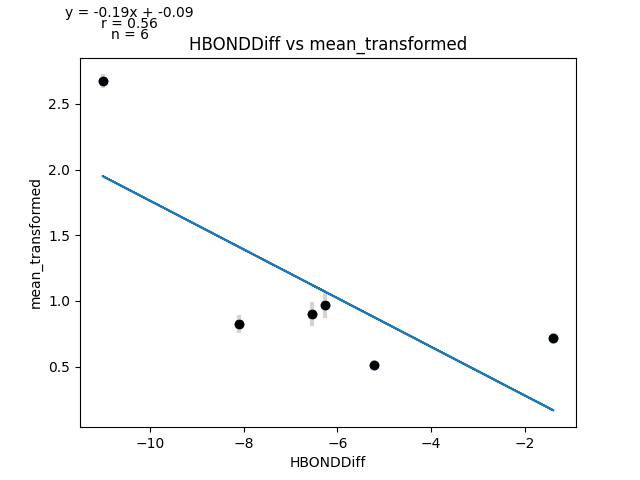 y = -0.19x + -0.09
r = 0.56
n = 6
HBONDDiff vs mean_transformed
mean_transformed
2.5
2.0
1.5
1.0
0.5
−10
−8
−6
−4
−2
HBONDDiff